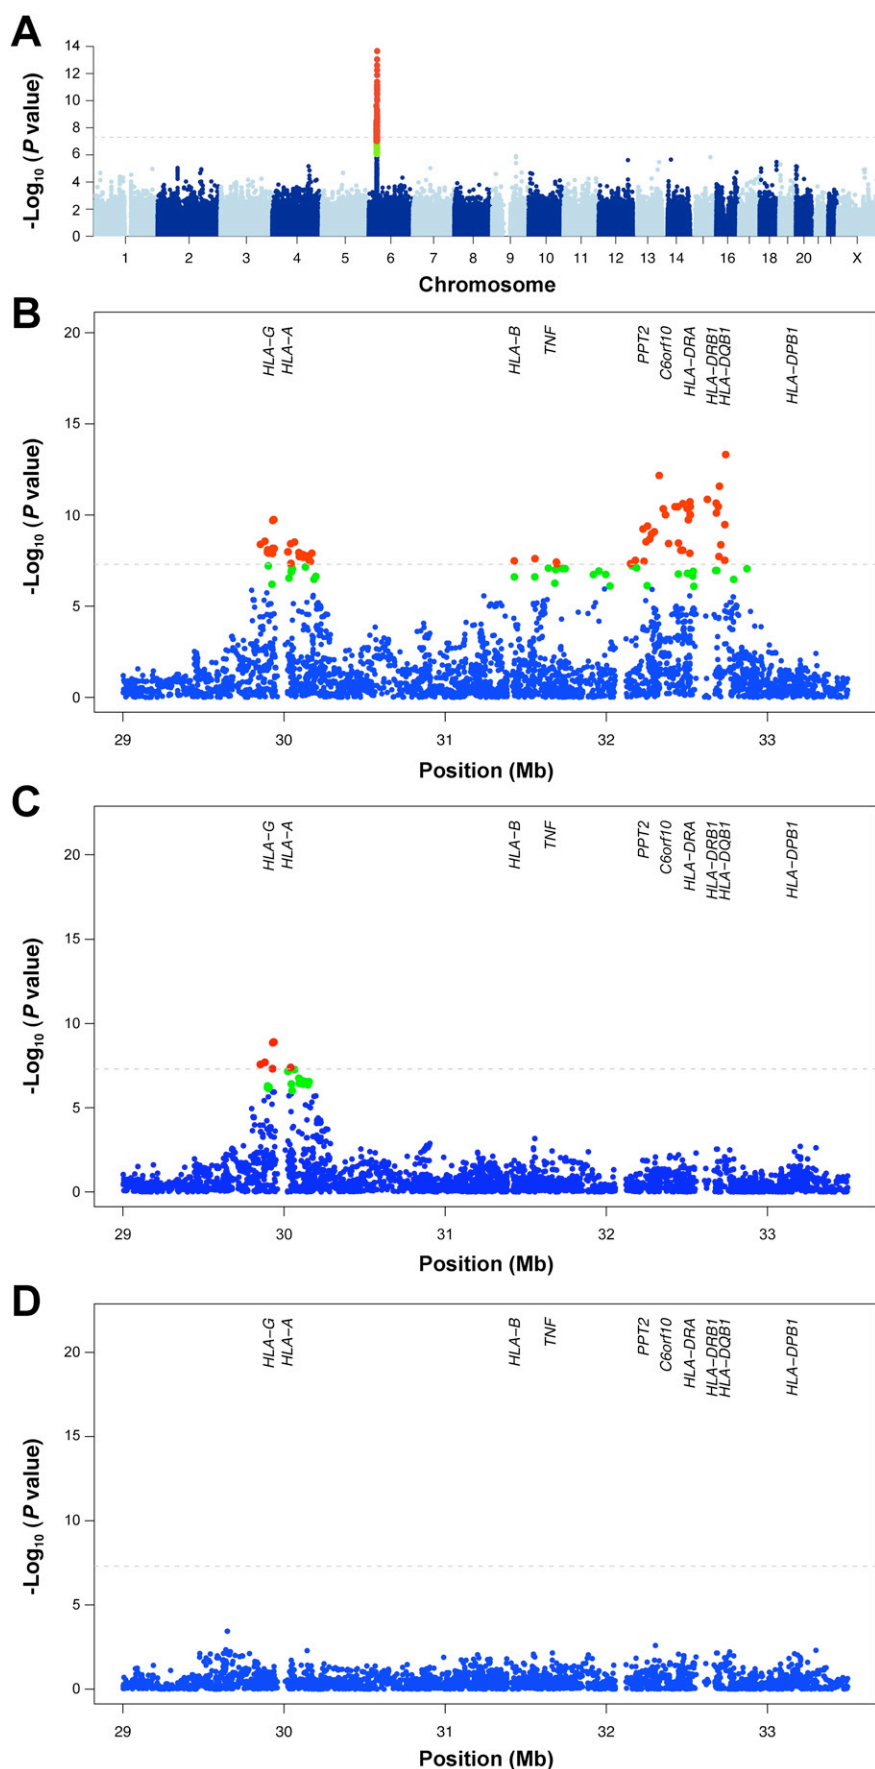 A
-Log10 (P value)
14
12
10
8
6
4
2
0
1 2 3 4 5 6 7 8 9 10 11 12 13 14 16 18 20 X
Chromosome
B
-Log10 (P value)
20
15
10
5
0
HLA-G HLA-A HLA-B TNF PPT2 C6orf10 HLA-DRA HLA-DRB1 HLA-DQB1 HLA-DPB1
29 30 31 32 33
Position (Mb)
C
-Log10 (P value)
20
15
10
5
0
HLA-G HLA-A HLA-B TNF PPT2 C6orf10 HLA-DRA HLA-DRB1 HLA-DQB1 HLA-DPB1
29 30 31 32 33
Position (Mb)
D
-Log10 (P value)
20
15
10
5
0
HLA-G HLA-A HLA-B TNF PPT2 C6orf10 HLA-DRA HLA-DRB1 HLA-DQB1 HLA-DPB1
29 30 31 32 33
Position (Mb)